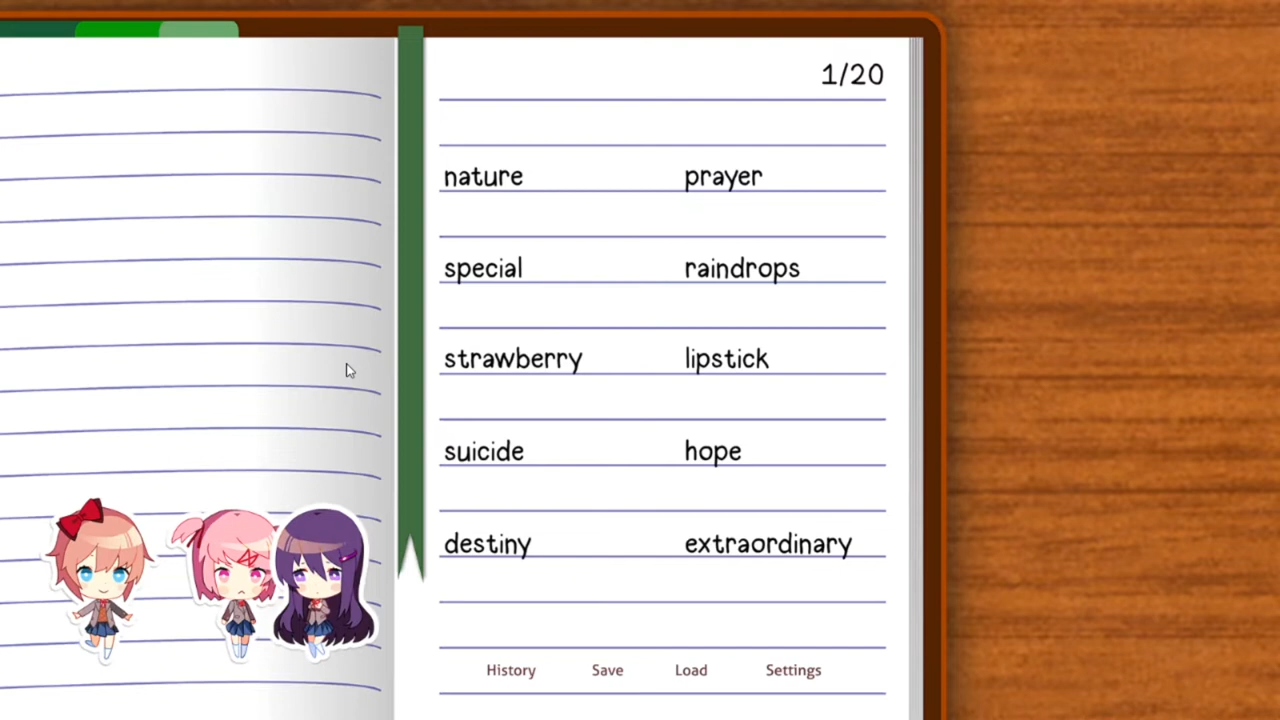 1/20
nature prayer
special raindrops
strawberry lipstick
suicide hope
destiny extraordinary
History Save Load Settings